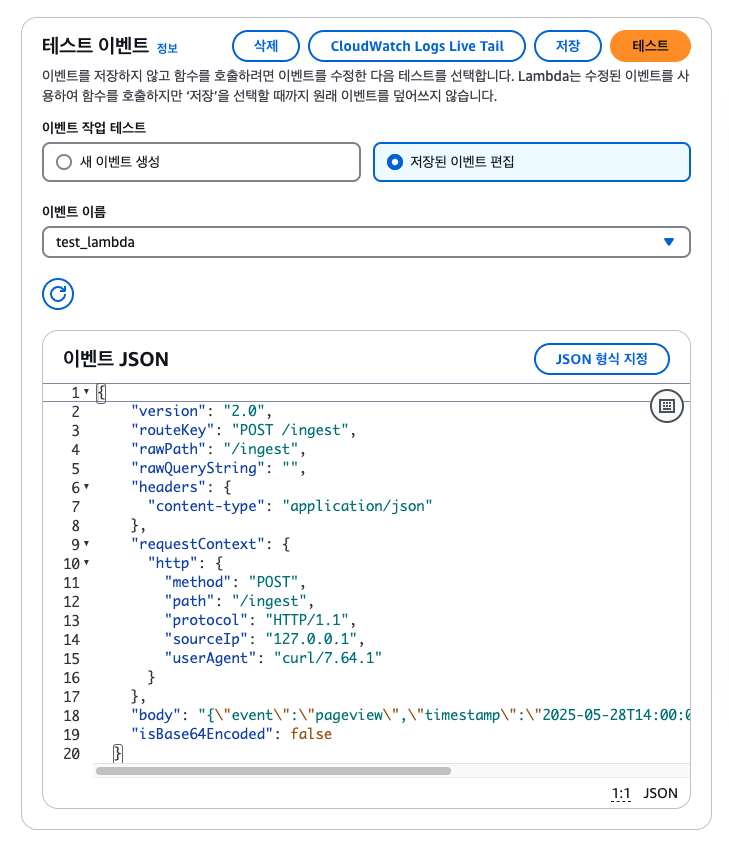 테스트 이벤트 정보 삭제 CloudWatch Logs Live Tail 저장 테스트
이벤트를 저장하지 않고 함수를 호출하려면 이벤트를 수정한 다음 테스트를 선택합니다. Lambda는 수정된 이벤트를 사
용하여 함수를 호출하지만 ‘저장’을 선택할 때까지 원래 이벤트를 덮어쓰지 않습니다.
이벤트 작업 테스트
새 이벤트 생성 저장된 이벤트 편집
이벤트 이름
test_lambda
이벤트 JSON JSON 형식 지정
1 {
2 "version": "2.0",
3 "routeKey": "POST /ingest",
4 "rawPath": "/ingest",
5 "rawQueryString": "",
6 "headers": {
7 "content-type": "application/json"
8 },
9 "requestContext": {
10 "http": {
11 "method": "POST",
12 "path": "/ingest",
13 "protocol": "HTTP/1.1",
14 "sourceIp": "127.0.0.1",
15 "userAgent": "curl/7.64.1"
16 }
17 },
18 "body": "{\"event\":\"pageview\",\"timestamp\":\"2025-05-28T14:00:0
19 "isBase64Encoded": false
20 }
1:1 JSON